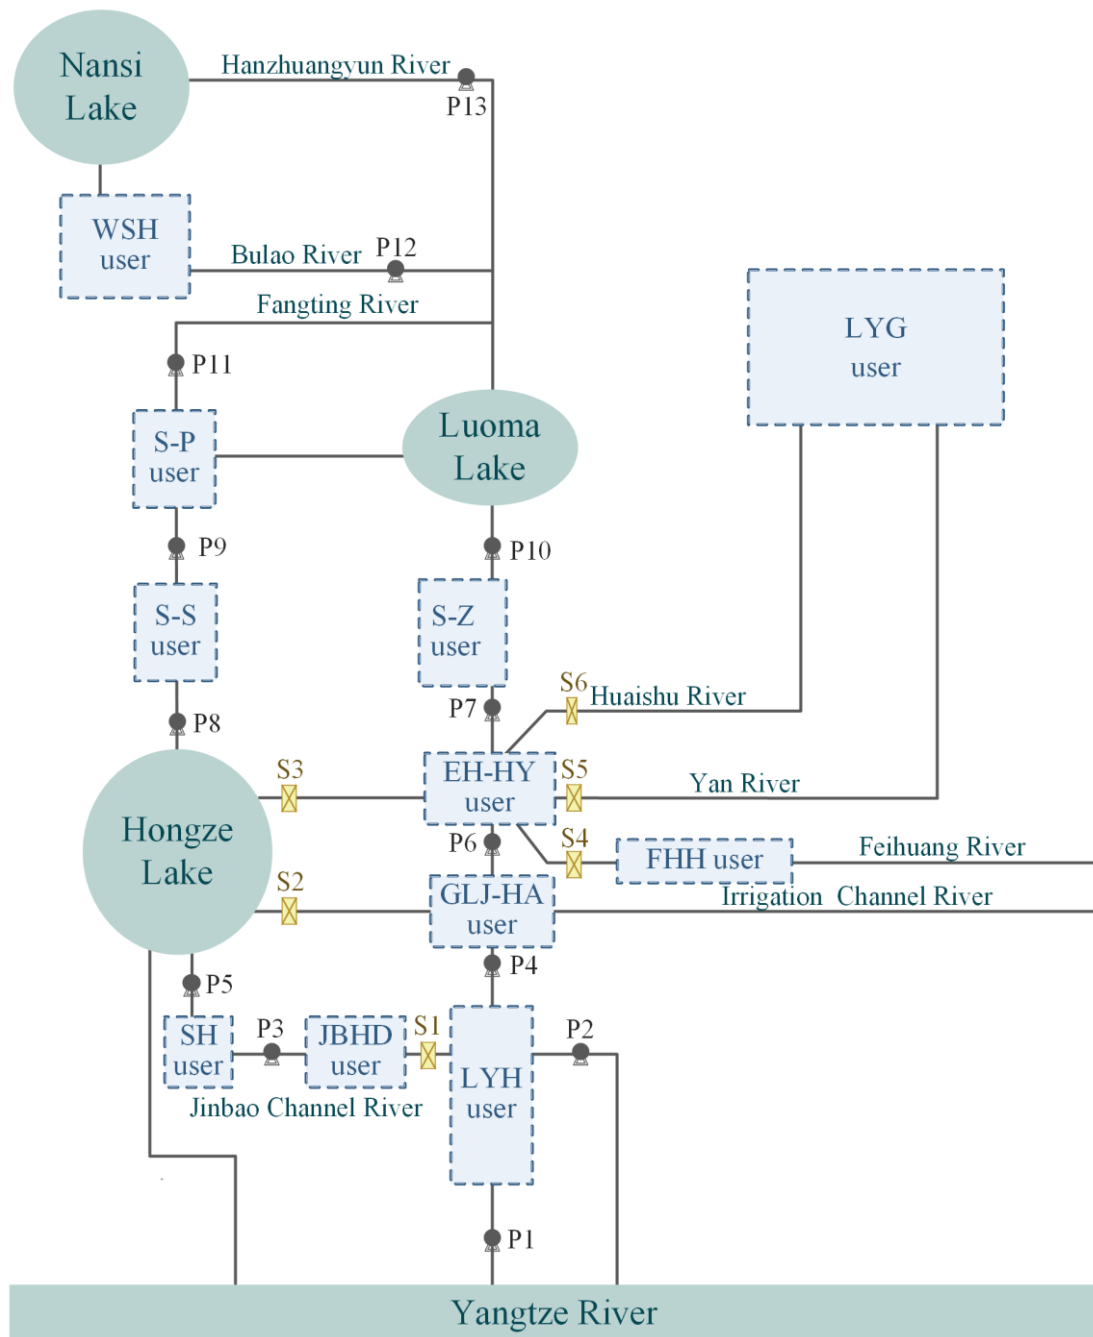 Nansi
Lake
Hanzhuangyun River
P13
WSH
user
Bulao River
P12
Fangting River
P11
LYG
user
S-P
user
Luoma
Lake
P9
P10
S-S
user
S-Z
user
S6
Huaishu River
P8
P7
S3
EH-HY
user
S5
Yan River
Hongze
Lake
P6
S4
FHH user
Feihuang River
S2
GLJ-HA
user
Irrigation Channel River
P5
P4
SH
user
P3
JBHD
user
S1
LYH
user
P2
Jinbao Channel River
P1
Yangtze River